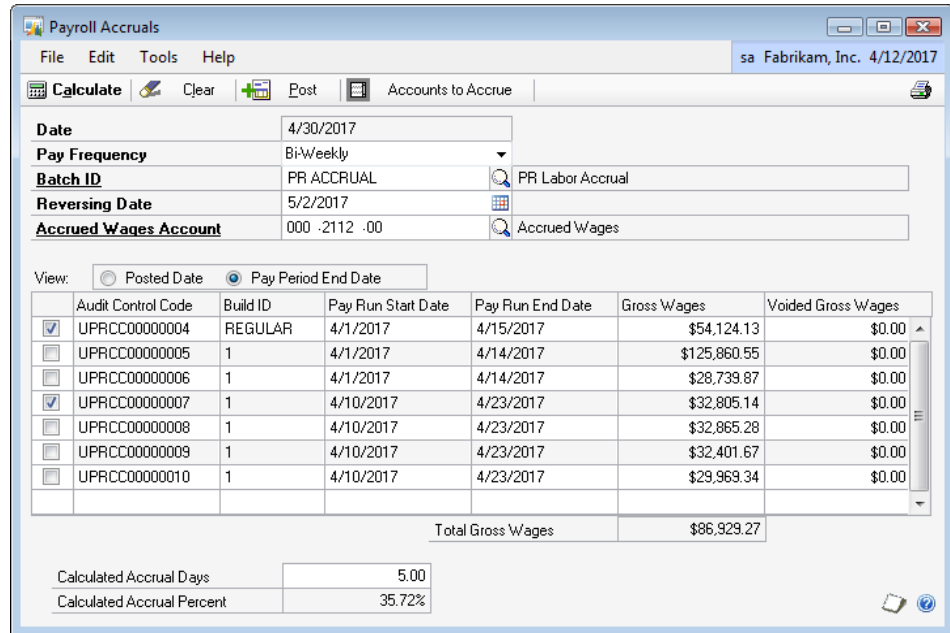 Payroll Accruals
File Edit Tools Help sa Fabrikam, Inc. 4/12/2017
Calculate Clear Post Accounts to Accrue
Date 4/30/2017
Pay Frequency Bi-Weekly
Batch ID PR ACCRUAL PR Labor Accrual
Reversing Date 5/2/2017
Accrued Wages Account 000 -2112 -00 Accrued Wages
View: Posted Date Pay Period End Date
Audit Control Code Build ID Pay Run Start Date Pay Run End Date Gross Wages Voided Gross Wages
UPRCC00000004 REGULAR 4/1/2017 4/15/2017 $54,124.13 $0.00
UPRCC00000005 1 4/1/2017 4/14/2017 $125,860.55 $0.00
UPRCC00000006 1 4/1/2017 4/14/2017 $28,739.87 $0.00
UPRCC00000007 1 4/10/2017 4/23/2017 $32,805.14 $0.00
UPRCC00000008 1 4/10/2017 4/23/2017 $32,865.28 $0.00
UPRCC00000009 1 4/10/2017 4/23/2017 $32,401.67 $0.00
UPRCC00000010 1 4/10/2017 4/23/2017 $29,969.34 $0.00
Total Gross Wages $86,929.27
Calculated Accrual Days 5.00
Calculated Accrual Percent 35.72%